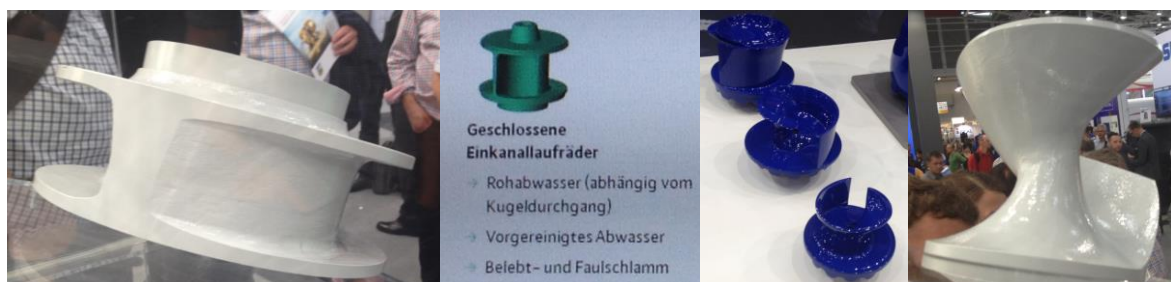 Geschlossene
Einkanallaufräder
→ Rohabwasser (abhängig vom
Kugeldurchgang)
→ Vorgereinigtes Abwasser
→ Belebt- und Faulschlamm